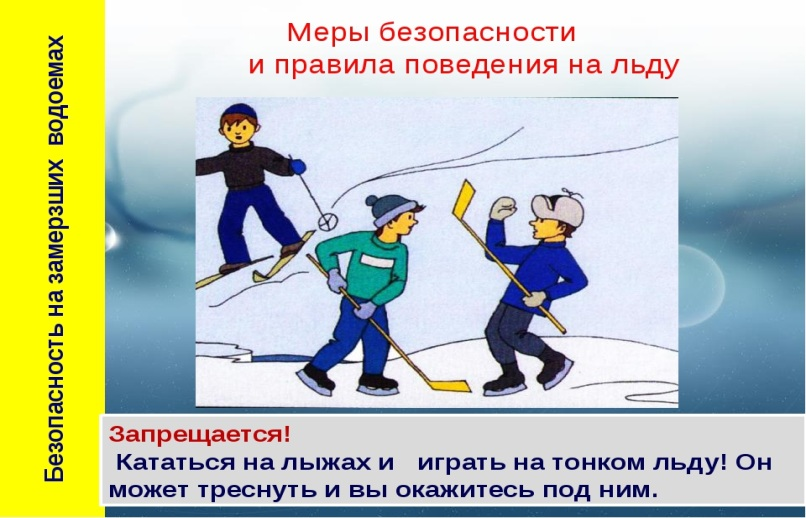 Меры безопасности
и правила поведения на льду
Безопасность на замерзших водоемах
Запрещается!
Кататься на лыжах и играть на тонком льду! Он
может треснуть и вы окажитесь под ним.